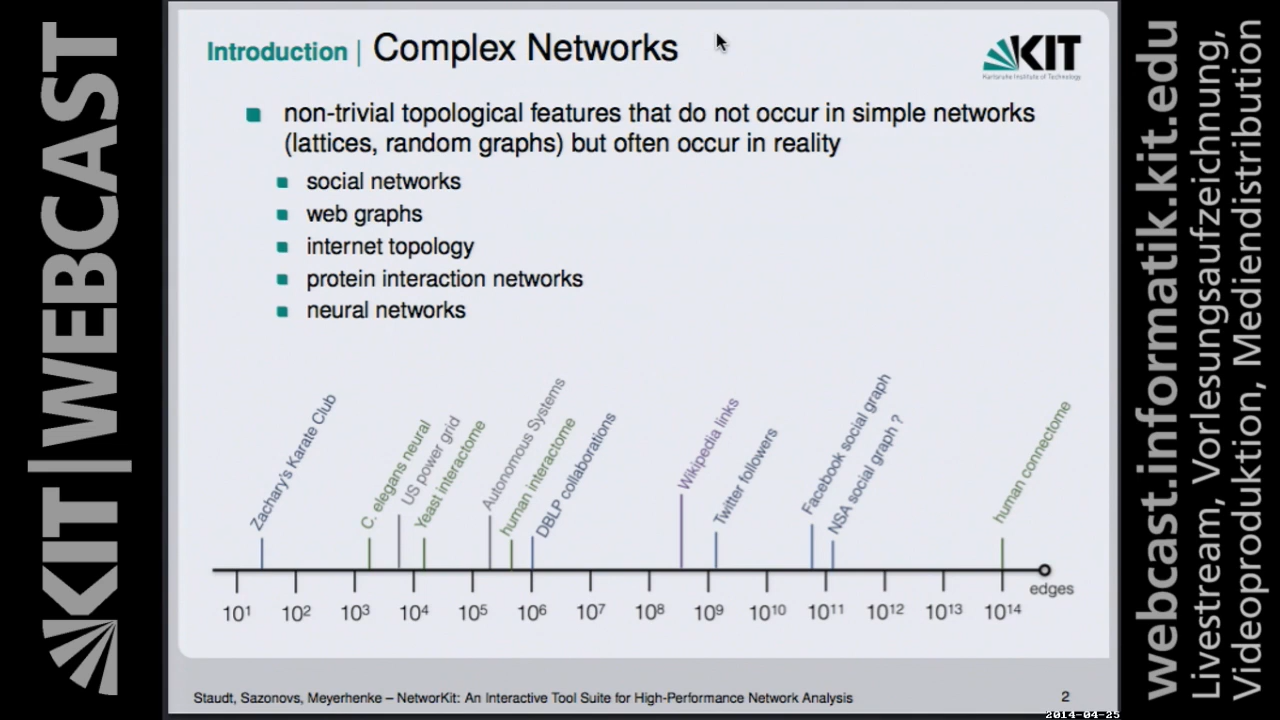 KIT | WEBCAST
Introduction | Complex Networks
KIT
Karlsruhe Institute of Technology
non-trivial topological features that do not occur in simple networks
(lattices, random graphs) but often occur in reality
social networks
web graphs
internet topology
protein interaction networks
neural networks
Zachary's Karate Club
C. elegans neural
US power grid
Yeast interactome
Autonomous Systems
human interactome
DBLP collaborations
Wikipedia links
Twitter followers
Facebook social graph
NSA social graph ?
human connectome
10¹ 10² 10³ 10⁴ 10⁵ 10⁶ 10⁷ 10⁸ 10⁹ 10¹⁰ 10¹¹ 10¹² 10¹³ 10¹⁴
edges
Staudt, Sazonovs, Meyerhenke – NetworKit: An Interactive Tool Suite for High-Performance Network Analysis
2
2014-04-25
webcast.informatik.kit.edu
Livestream, Vorlesungsaufzeichnung,
Videoproduktion, Mediendistribution